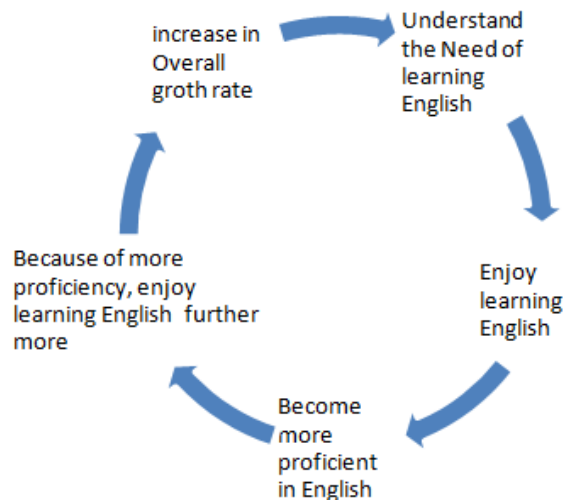 increase in
Overall
groth rate
Understand
the Need of
learning
English
Enjoy
learning
English
Become
more
proficient
in English
Because of more
proficiency, enjoy
learning English  further
more